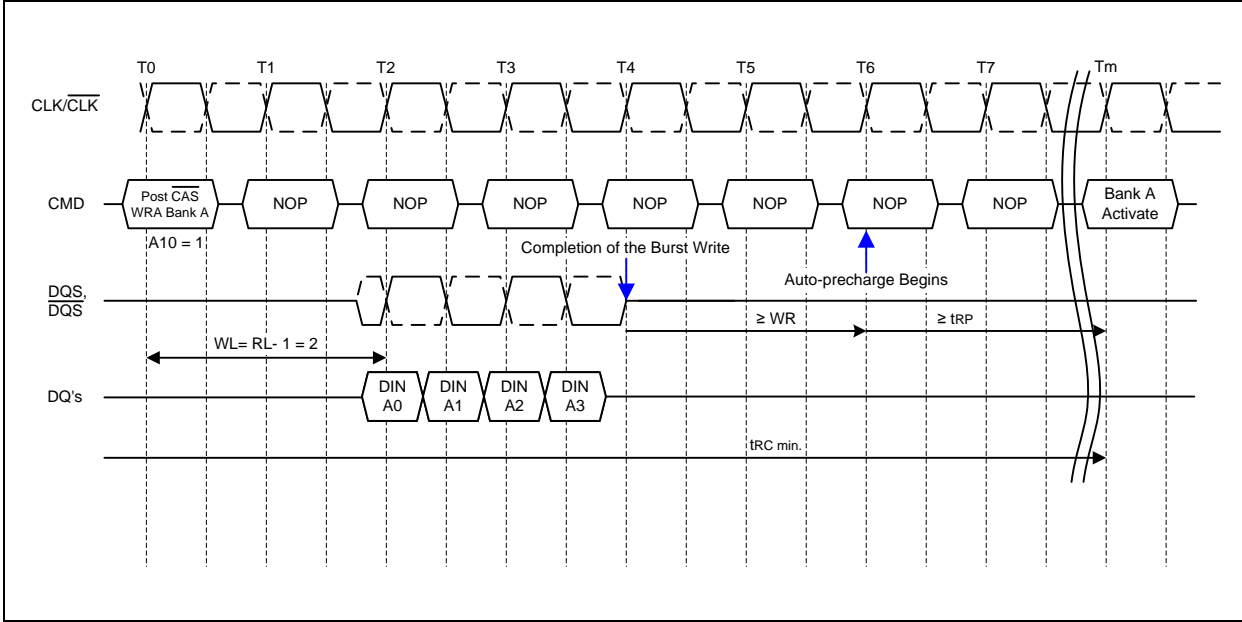 T0 T1 T2 T3 T4 T5 T6 T7 Tm
CLK/CLK
CMD
Post CAS
WRA Bank A
NOP NOP NOP NOP NOP NOP NOP
Bank A
Activate
A10 = 1
Completion of the Burst Write
Auto-precharge Begins
DQS,
DQS
≥ WR
≥ tRP
WL= RL- 1 = 2
DQ's
DIN
A0
DIN
A1
DIN
A2
DIN
A3
tRC min.